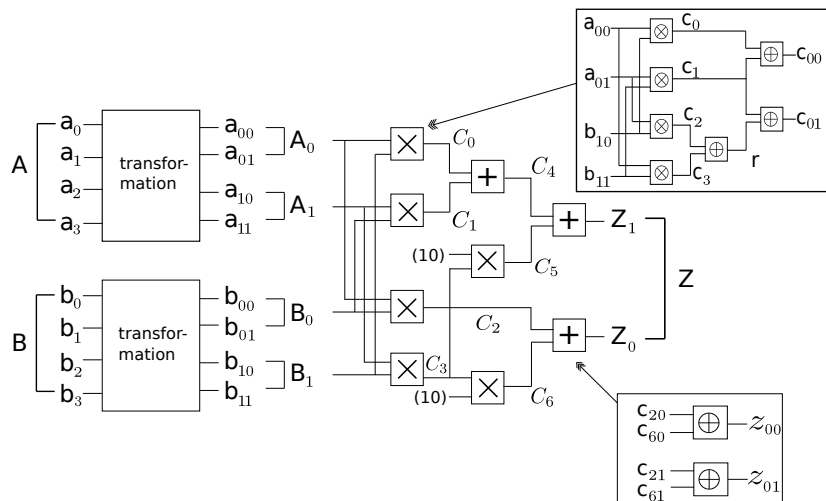 a₀₀ ⊗ c₀
⊕ c₀₀
a₀₁ ⊗ c₁
b₁₀ ⊗ c₂
⊕ c₀₁
⊕ r
b₁₁ ⊗ c₃
A
a₀
a₁
a₂
a₃
transfor-
mation
a₀₀
a₀₁
a₁₀
a₁₁
A₀
A₁
B
b₀
b₁
b₂
b₃
transfor-
mation
b₀₀
b₀₁
b₁₀
b₁₁
B₀
B₁
× C₀
× C₁
+ C₄
(10) × C₅
+ Z₁
× C₂
+ Z₀
Z
× C₃
(10) × C₆
c₂₀
c₆₀
⊕ z₀₀
c₂₁
c₆₁
⊕ z₀₁